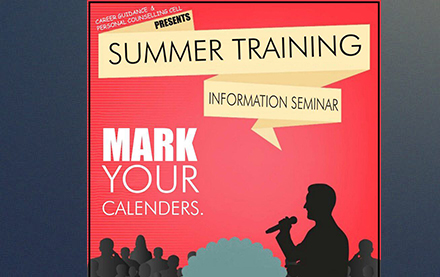 CAREER GUIDANCE &
PERSONAL COUNSELLING CELL
PRESENTS
SUMMER TRAINING
INFORMATION SEMINAR
MARK
YOUR
CALENDERS.